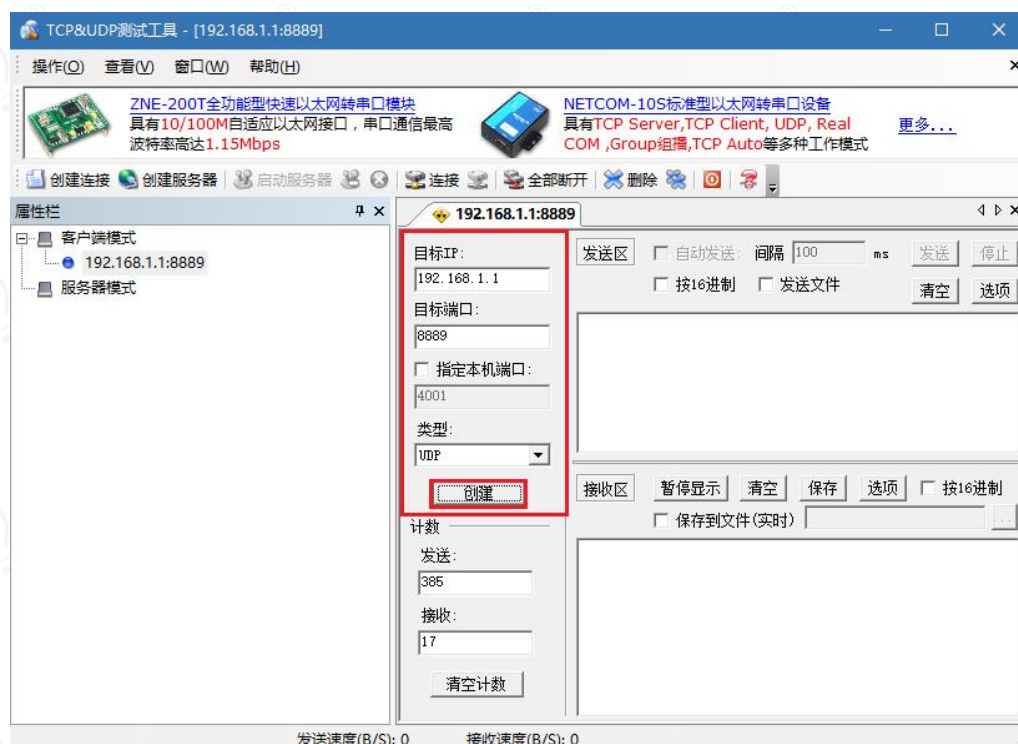 TCP&UDP测试工具 - [192.168.1.1:8889]
操作(O) 查看(V) 窗口(W) 帮助(H)
ZNE-200T全功能型快速以太网转串口模块
具有10/100M自适应以太网接口，串口通信最高
波特率高达1.15Mbps
NETCOM-10S标准型以太网转串口设备
具有TCP Server,TCP Client, UDP, Real
COM ,Group组播,TCP Auto等多种工作模式
更多...
创建连接 创建服务器 启动服务器 连接 全部断开 删除
属性栏
客户端模式
192.168.1.1:8889
服务器模式
192.168.1.1:8889
目标IP:
192.168.1.1
目标端口:
8889
指定本机端口:
4001
类型:
UDP
创建
计数
发送:
385
接收:
17
清空计数
发送区 自动发送: 间隔 100 ms 发送 停止
按16进制 发送文件 清空 选项
接收区 暂停显示 清空 保存 选项 按16进制
保存到文件(实时) ...
发送速度(B/S): 0 接收速度(B/S): 0